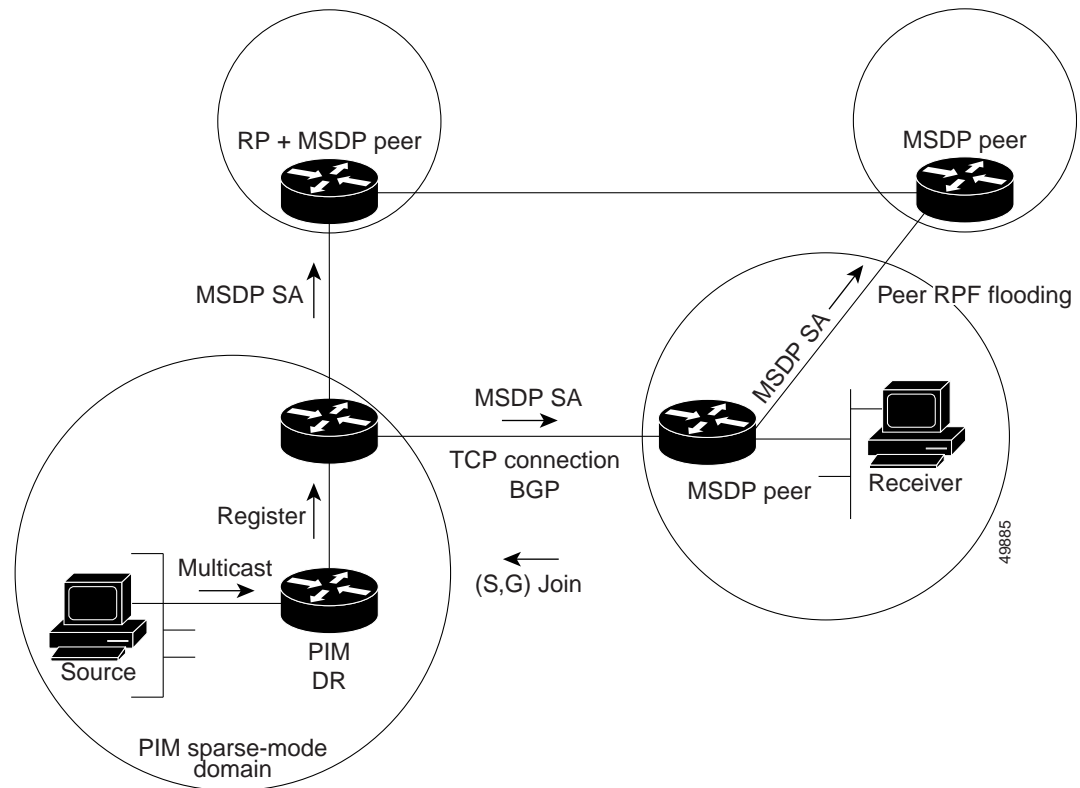 RP + MSDP peer
MSDP peer
MSDP SA
Peer RPF flooding
MSDP SA
MSDP SA
TCP connection
BGP
MSDP peer
Receiver
Register
Multicast
(S,G) Join
Source
PIM
DR
PIM sparse-mode
domain
49885